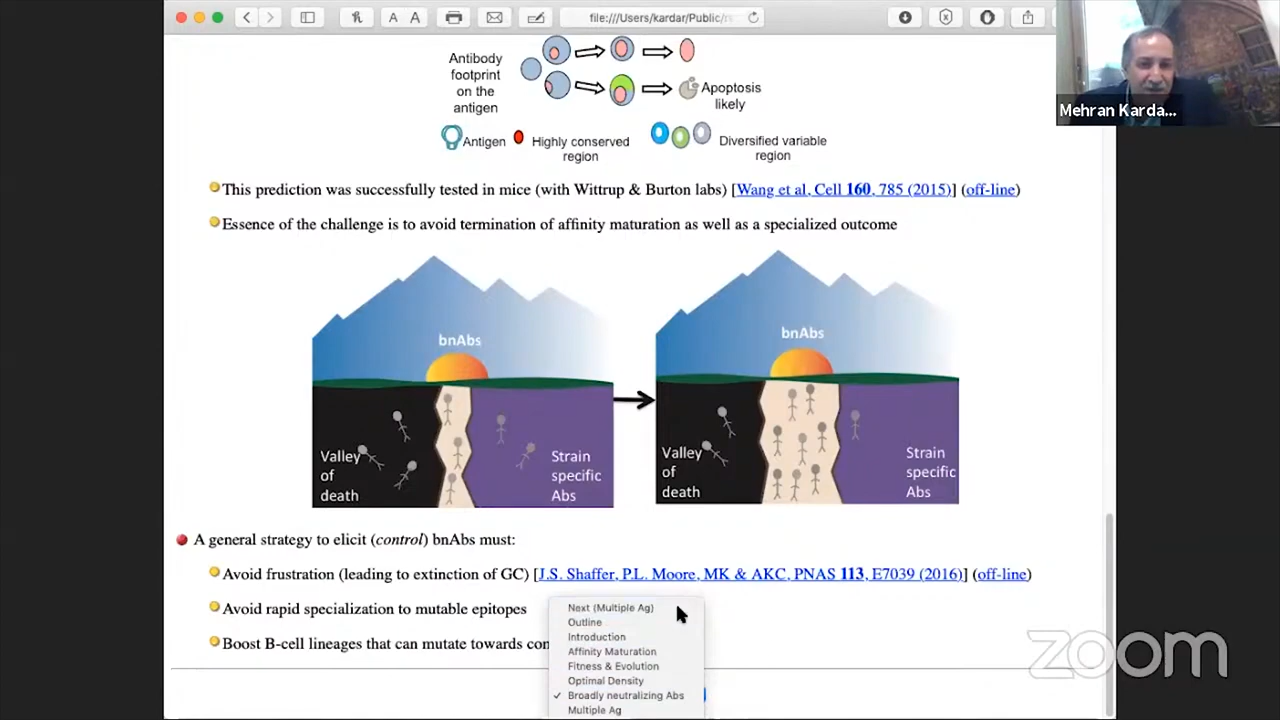 file:///Users/kardar/Public/rs
A A
Antibody
footprint
on the
antigen
Apoptosis
likely
Antigen
Highly conserved
region
Diversified variable
region
Mehran Karda...
This prediction was successfully tested in mice (with Wittrup & Burton labs) [Wang et al, Cell 160, 785 (2015)] (off-line)
Essence of the challenge is to avoid termination of affinity maturation as well as a specialized outcome
bnAbs
Valley
of
death
Strain
specific
Abs
bnAbs
Valley
of
death
Strain
specific
Abs
A general strategy to elicit (control) bnAbs must:
Avoid frustration (leading to extinction of GC) [J.S. Shaffer, P.L. Moore, MK & AKC, PNAS 113, E7039 (2016)] (off-line)
Avoid rapid specialization to mutable epitopes
Boost B-cell lineages that can mutate towards con
Next (Multiple Ag)
Outline
Introduction
Affinity Maturation
Fitness & Evolution
Optimal Density
✓ Broadly neutralizing Abs
Multiple Ag
zoom